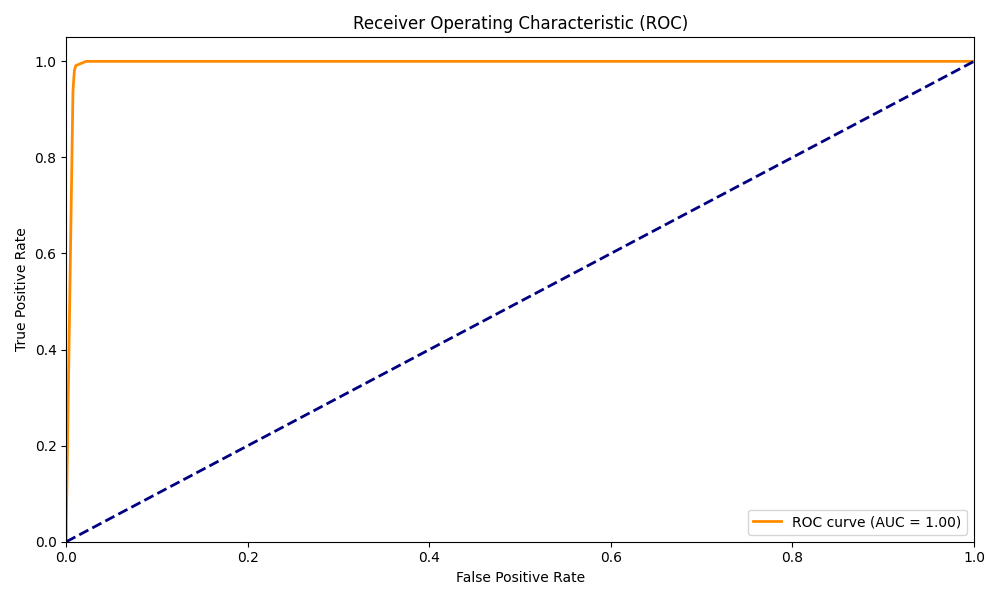 Receiver Operating Characteristic (ROC)
1.0
0.8
0.6
0.4
0.2
0.0
True Positive Rate
0.0 0.2 0.4 0.6 0.8 1.0
False Positive Rate
ROC curve (AUC = 1.00)